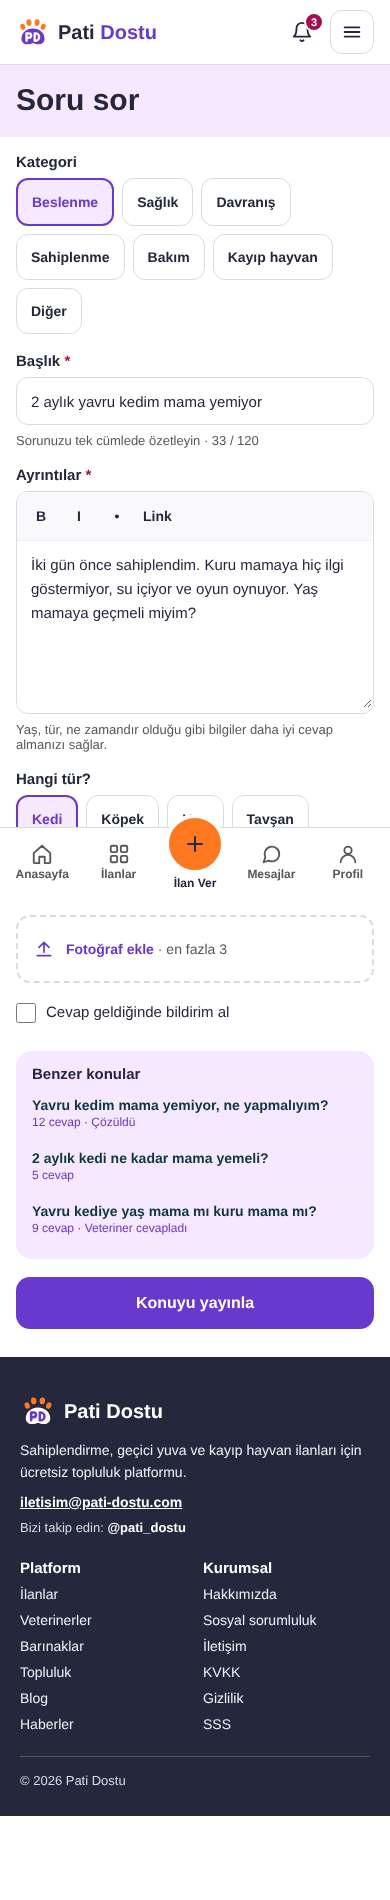 PD Pati Dostu
3
Soru sor
Kategori
Beslenme Sağlık Davranış
Sahiplenme Bakım Kayıp hayvan
Diğer
Başlık *
2 aylık yavru kedim mama yemiyor
Sorunuzu tek cümlede özetleyin · 33 / 120
Ayrıntılar *
B I • Link
İki gün önce sahiplendim. Kuru mamaya hiç ilgi
göstermiyor, su içiyor ve oyun oynuyor. Yaş
mamaya geçmeli miyim?
Yaş, tür, ne zamandır olduğu gibi bilgiler daha iyi cevap
almanızı sağlar.
Hangi tür?
Kedi Köpek Tavşan
Anasayfa İlanlar İlan Ver Mesajlar Profil
Fotoğraf ekle · en fazla 3
Cevap geldiğinde bildirim al
Benzer konular
Yavru kedim mama yemiyor, ne yapmalıyım?
12 cevap · Çözüldü
2 aylık kedi ne kadar mama yemeli?
5 cevap
Yavru kediye yaş mama mı kuru mama mı?
9 cevap · Veteriner cevapladı
Konuyu yayınla
PD Pati Dostu
Sahiplendirme, geçici yuva ve kayıp hayvan ilanları için
ücretsiz topluluk platformu.
iletisim@pati-dostu.com
Bizi takip edin: @pati_dostu
Platform Kurumsal
İlanlar Hakkımızda
Veterinerler Sosyal sorumluluk
Barınaklar İletişim
Topluluk KVKK
Blog Gizlilik
Haberler SSS
© 2026 Pati Dostu